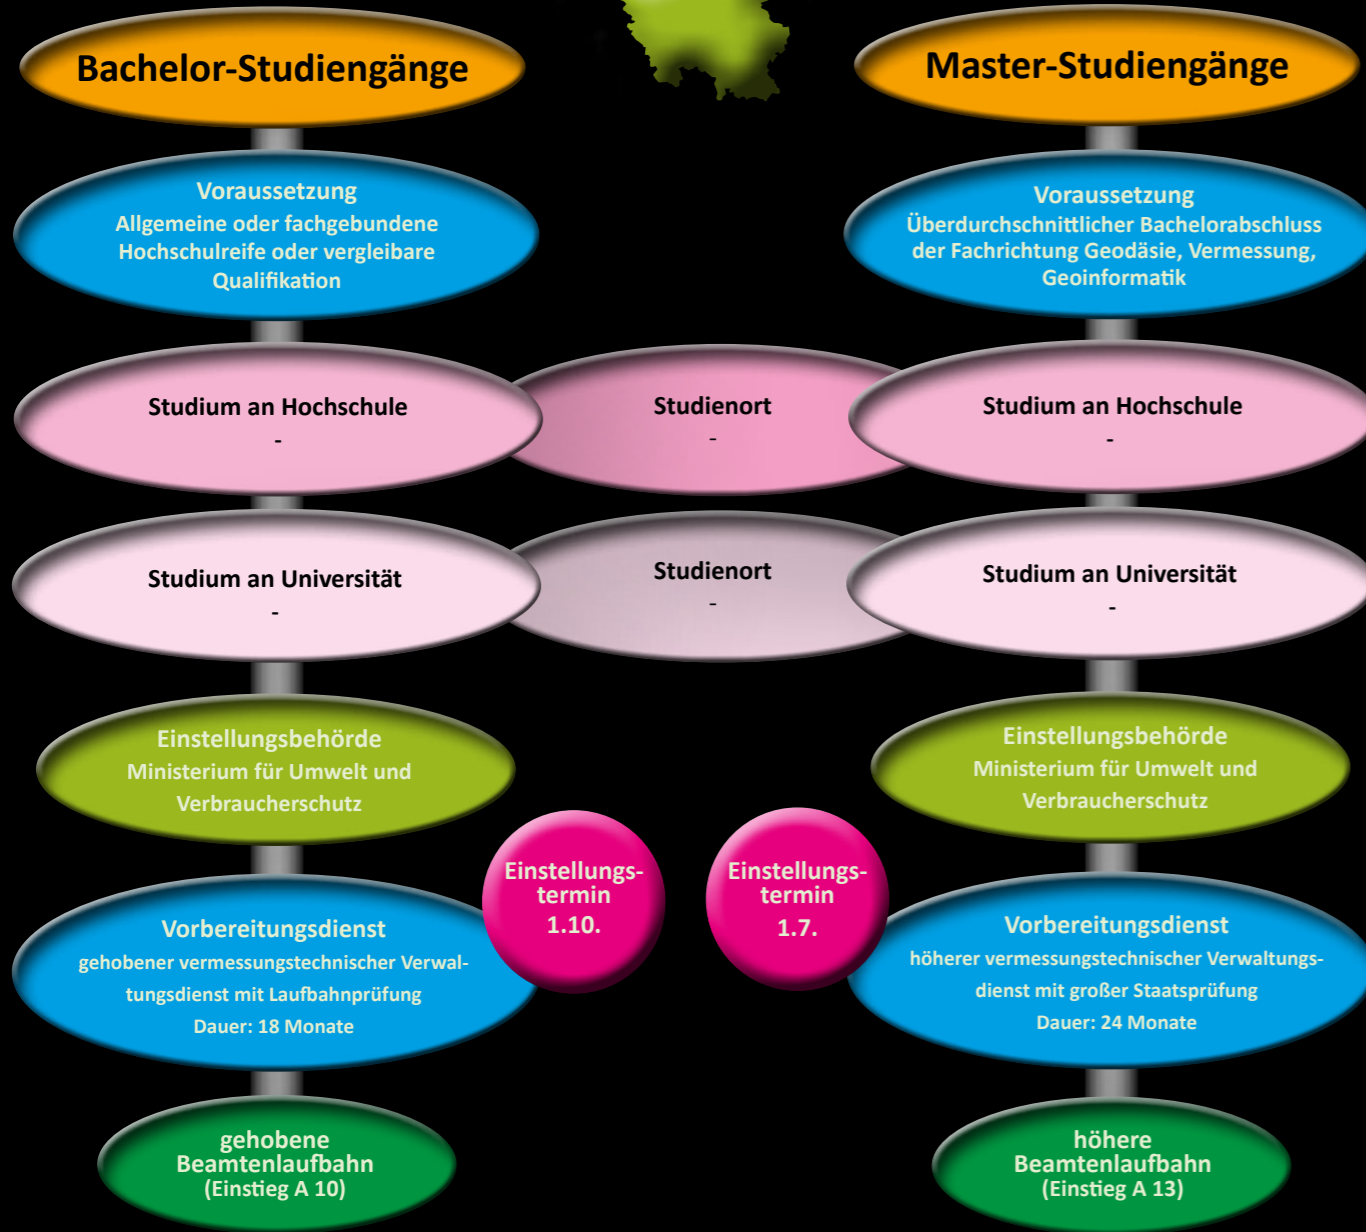 Bachelor-Studiengänge
Voraussetzung
Allgemeine oder fachgebundene
Hochschulreife oder vergleibare
Qualifikation
Studium an Hochschule
-
Studium an Universität
-
Einstellungsbehörde
Ministerium für Umwelt und
Verbraucherschutz
Vorbereitungsdienst
gehobener vermessungstechnischer Verwal-
tungsdienst mit Laufbahnprüfung
Dauer: 18 Monate
gehobene
Beamtenlaufbahn
(Einstieg A 10)
Studienort
-
Studienort
-
Einstellungs-
termin
1.10.
Einstellungs-
termin
1.7.
Master-Studiengänge
Voraussetzung
Überdurchschnittlicher Bachelorabschluss
der Fachrichtung Geodäsie, Vermessung,
Geoinformatik
Studium an Hochschule
-
Studium an Universität
-
Einstellungsbehörde
Ministerium für Umwelt und
Verbraucherschutz
Vorbereitungsdienst
höherer vermessungstechnischer Verwaltungs-
dienst mit großer Staatsprüfung
Dauer: 24 Monate
höhere
Beamtenlaufbahn
(Einstieg A 13)